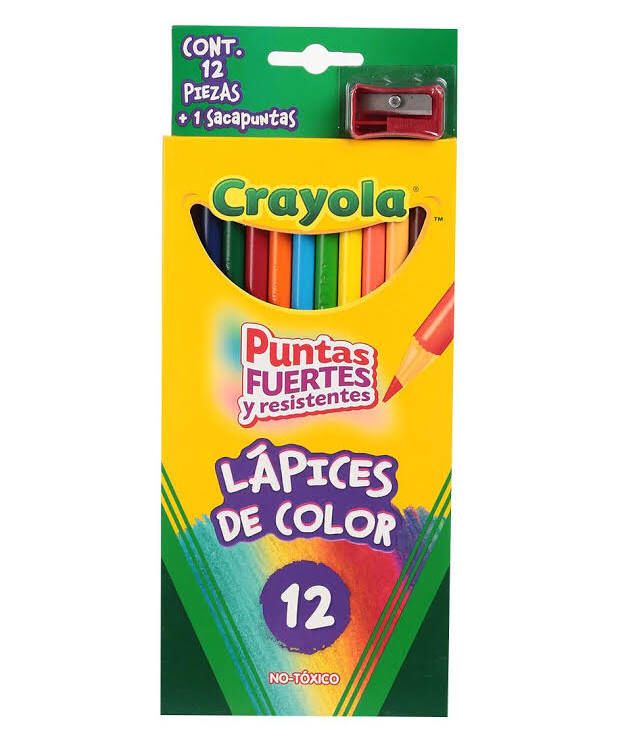 CONT.
12
PIEZAS
+ 1 Sacapuntas
Crayola®
™
Puntas
FUERTES
y resistentes
LÁPICES
DE COLOR
12
NO-TÓXICO